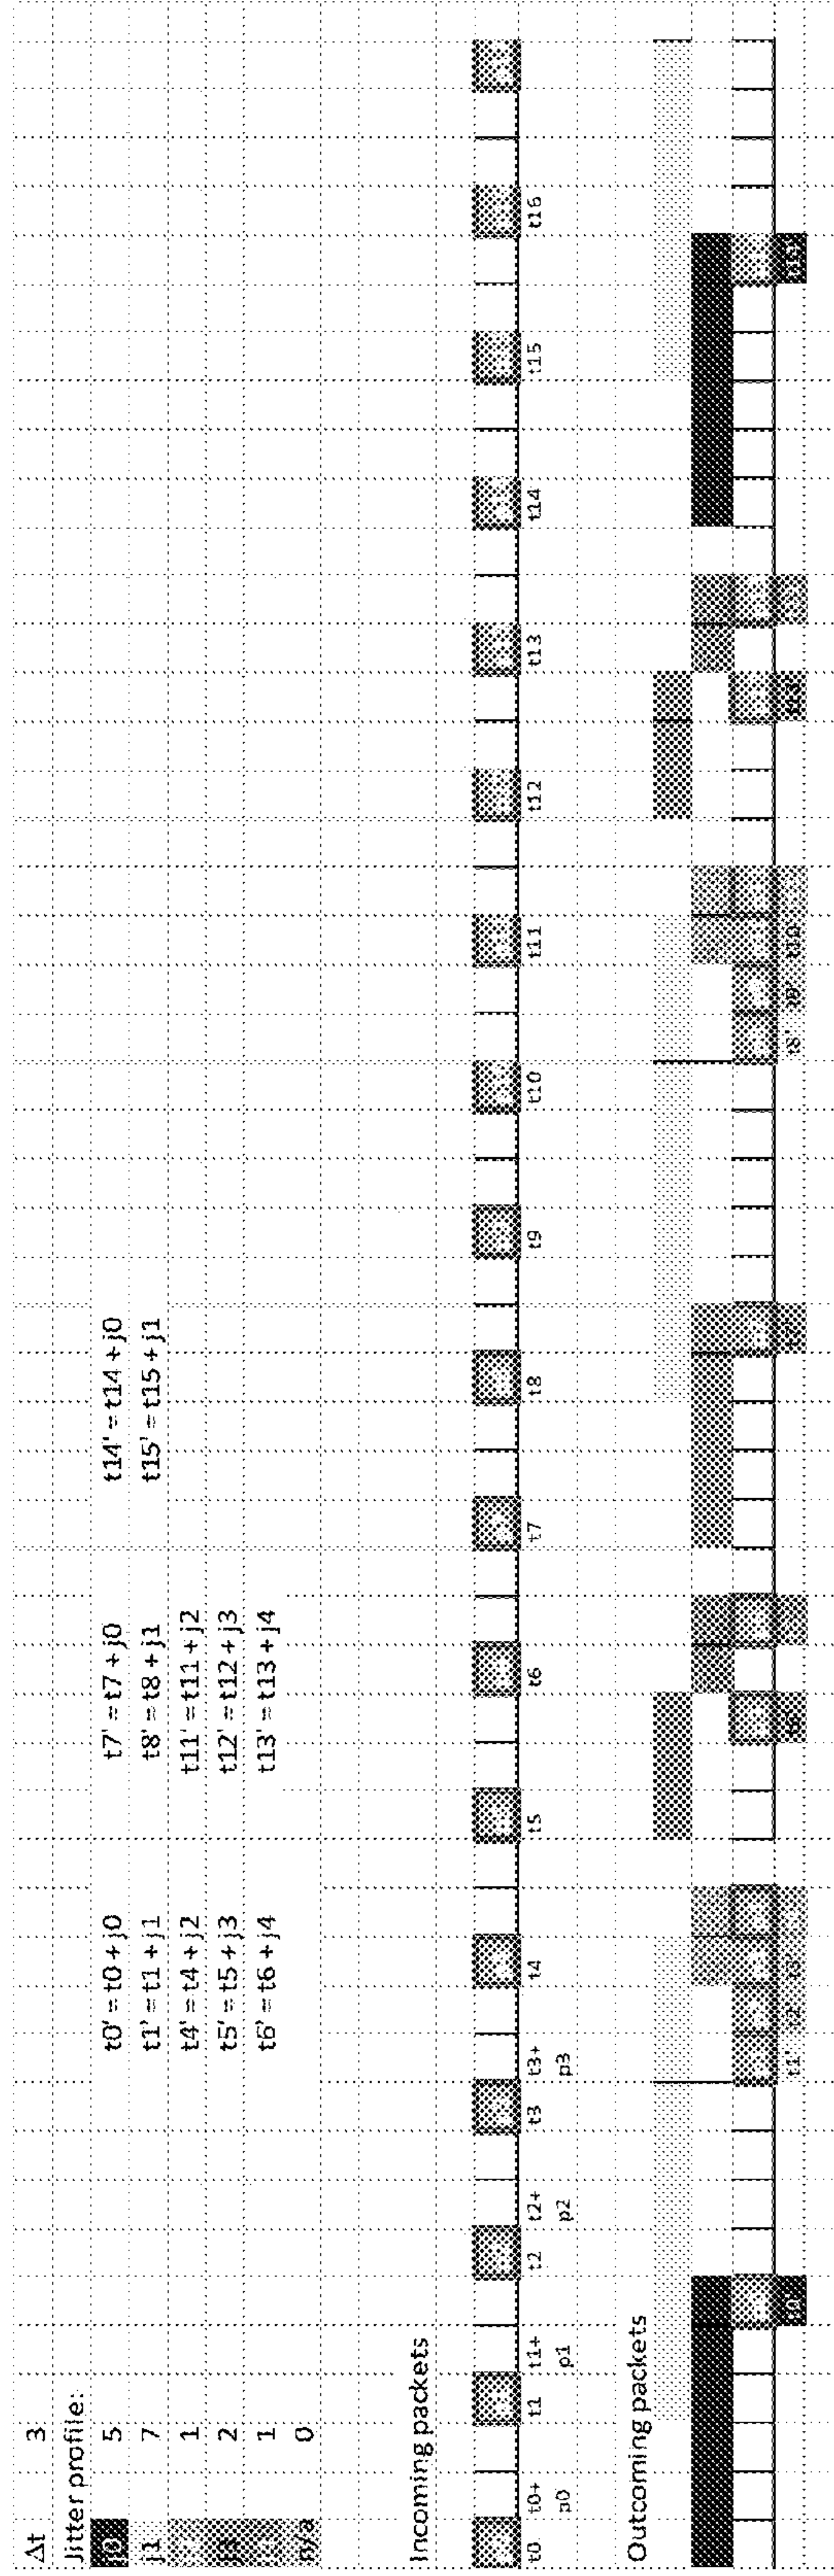 Δt 3
Jitter profile:
j0 5
j1 7
1
j3 2
1
n/a 0
t0' = t0 + j0
t1' = t1 + j1
t4' = t4 + j2
t5' = t5 + j3
t6' = t6 + j4
t7' = t7 + j0
t8' = t8 + j1
t11' = t11 + j2
t12' = t12 + j3
t13' = t13 + j4
t14' = t14 + j0
t15' = t15 + j1
Incoming packets
t0 t0+ t1 t1+ t2 t2+ t3 t3+ t4 t5 t6 t7 t8 t9 t10 t11 t12 t13 t14 t15 t16
p0 p1 p2 p3
Outcoming packets
t0' t1' t2' t3' t8' t9' t10'